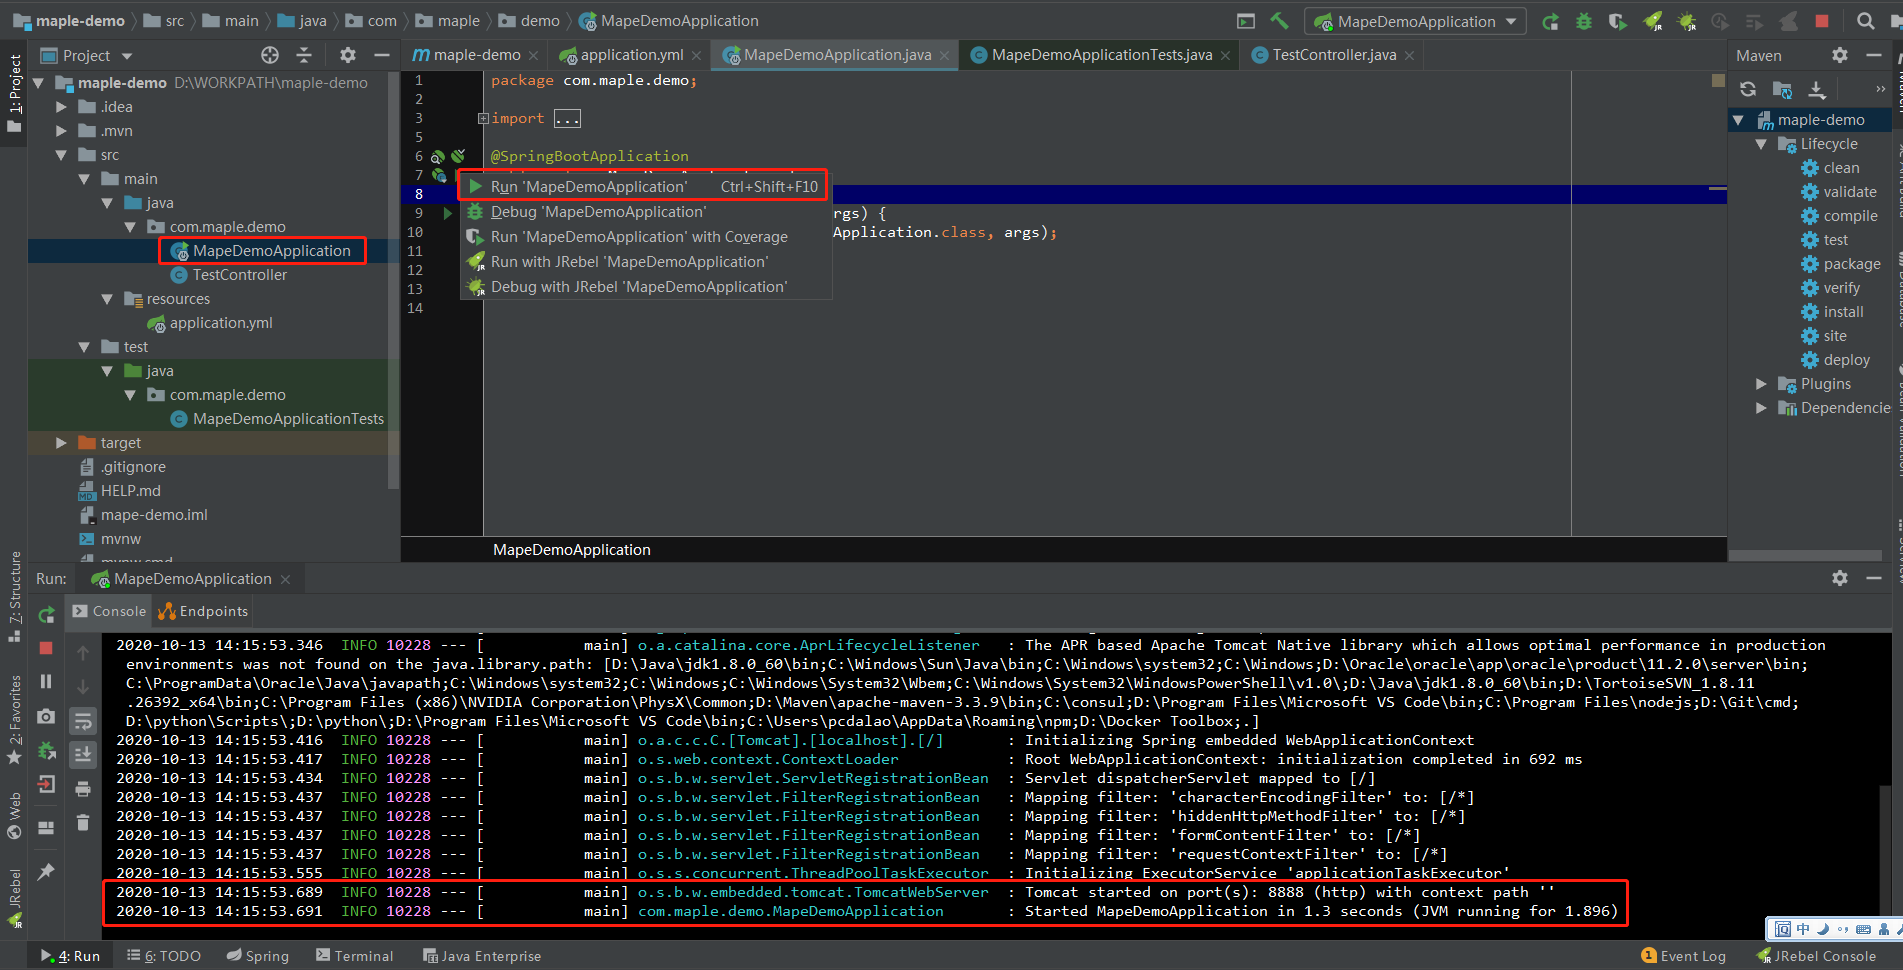 maple-demo src main java com maple demo MapeDemoApplication
MapeDemoApplication
1: Project
Project
maple-demo D:\WORKPATH\maple-demo
.idea
.mvn
src
main
java
com.maple.demo
MapeDemoApplication
TestController
resources
application.yml
test
java
com.maple.demo
MapeDemoApplicationTests
target
.gitignore
HELP.md
mape-demo.iml
mvnw
mvnw.cmd
maple-demo application.yml MapeDemoApplication.java MapeDemoApplicationTests.java TestController.java
1 package com.maple.demo;
2
3 import ...
5
6 @SpringBootApplication
7
8
9 rgs) {
10 Application.class, args);
11
12
13
14
Run 'MapeDemoApplication' Ctrl+Shift+F10
Debug 'MapeDemoApplication'
Run 'MapeDemoApplication' with Coverage
Run with JRebel 'MapeDemoApplication'
Debug with JRebel 'MapeDemoApplication'
MapeDemoApplication
Maven
maple-demo
Lifecycle
clean
validate
compile
test
package
verify
install
site
deploy
Plugins
Dependencie
7: Structure
2: Favorites
Web
JRebel
Run: MapeDemoApplication
Console Endpoints
2020-10-13 14:15:53.346 INFO 10228 --- [ main] o.a.catalina.core.AprLifecycleListener : The APR based Apache Tomcat Native library which allows optimal performance in production
environments was not found on the java.library.path: [D:\Java\jdk1.8.0_60\bin;C:\Windows\Sun\Java\bin;C:\Windows\system32;C:\Windows;D:\Oracle\oracle\app\oracle\product\11.2.0\server\bin;
C:\ProgramData\Oracle\Java\javapath;C:\Windows\system32;C:\Windows;C:\Windows\System32\Wbem;C:\Windows\System32\WindowsPowerShell\v1.0\;D:\Java\jdk1.8.0_60\bin;D:\TortoiseSVN_1.8.11
.26392_x64\bin;C:\Program Files (x86)\NVIDIA Corporation\PhysX\Common;D:\Maven\apache-maven-3.3.9\bin;C:\consul;D:\Program Files\Microsoft VS Code\bin;C:\Program Files\nodejs;D:\Git\cmd;
D:\python\Scripts\;D:\python\;D:\Program Files\Microsoft VS Code\bin;C:\Users\pcdalao\AppData\Roaming\npm;D:\Docker Toolbox;.]
2020-10-13 14:15:53.416 INFO 10228 --- [ main] o.a.c.c.C.[Tomcat].[localhost].[/] : Initializing Spring embedded WebApplicationContext
2020-10-13 14:15:53.417 INFO 10228 --- [ main] o.s.web.context.ContextLoader : Root WebApplicationContext: initialization completed in 692 ms
2020-10-13 14:15:53.434 INFO 10228 --- [ main] o.s.b.w.servlet.ServletRegistrationBean : Servlet dispatcherServlet mapped to [/]
2020-10-13 14:15:53.437 INFO 10228 --- [ main] o.s.b.w.servlet.FilterRegistrationBean : Mapping filter: 'characterEncodingFilter' to: [/*]
2020-10-13 14:15:53.437 INFO 10228 --- [ main] o.s.b.w.servlet.FilterRegistrationBean : Mapping filter: 'hiddenHttpMethodFilter' to: [/*]
2020-10-13 14:15:53.437 INFO 10228 --- [ main] o.s.b.w.servlet.FilterRegistrationBean : Mapping filter: 'formContentFilter' to: [/*]
2020-10-13 14:15:53.437 INFO 10228 --- [ main] o.s.b.w.servlet.FilterRegistrationBean : Mapping filter: 'requestContextFilter' to: [/*]
2020-10-13 14:15:53.555 INFO 10228 --- [ main] o.s.s.concurrent.ThreadPoolTaskExecutor : Initializing ExecutorService 'applicationTaskExecutor'
2020-10-13 14:15:53.689 INFO 10228 --- [ main] o.s.b.w.embedded.tomcat.TomcatWebServer : Tomcat started on port(s): 8888 (http) with context path ''
2020-10-13 14:15:53.691 INFO 10228 --- [ main] com.maple.demo.MapeDemoApplication : Started MapeDemoApplication in 1.3 seconds (JVM running for 1.896)
中
4: Run 6: TODO Spring Terminal Java Enterprise 1 Event Log JRebel Console